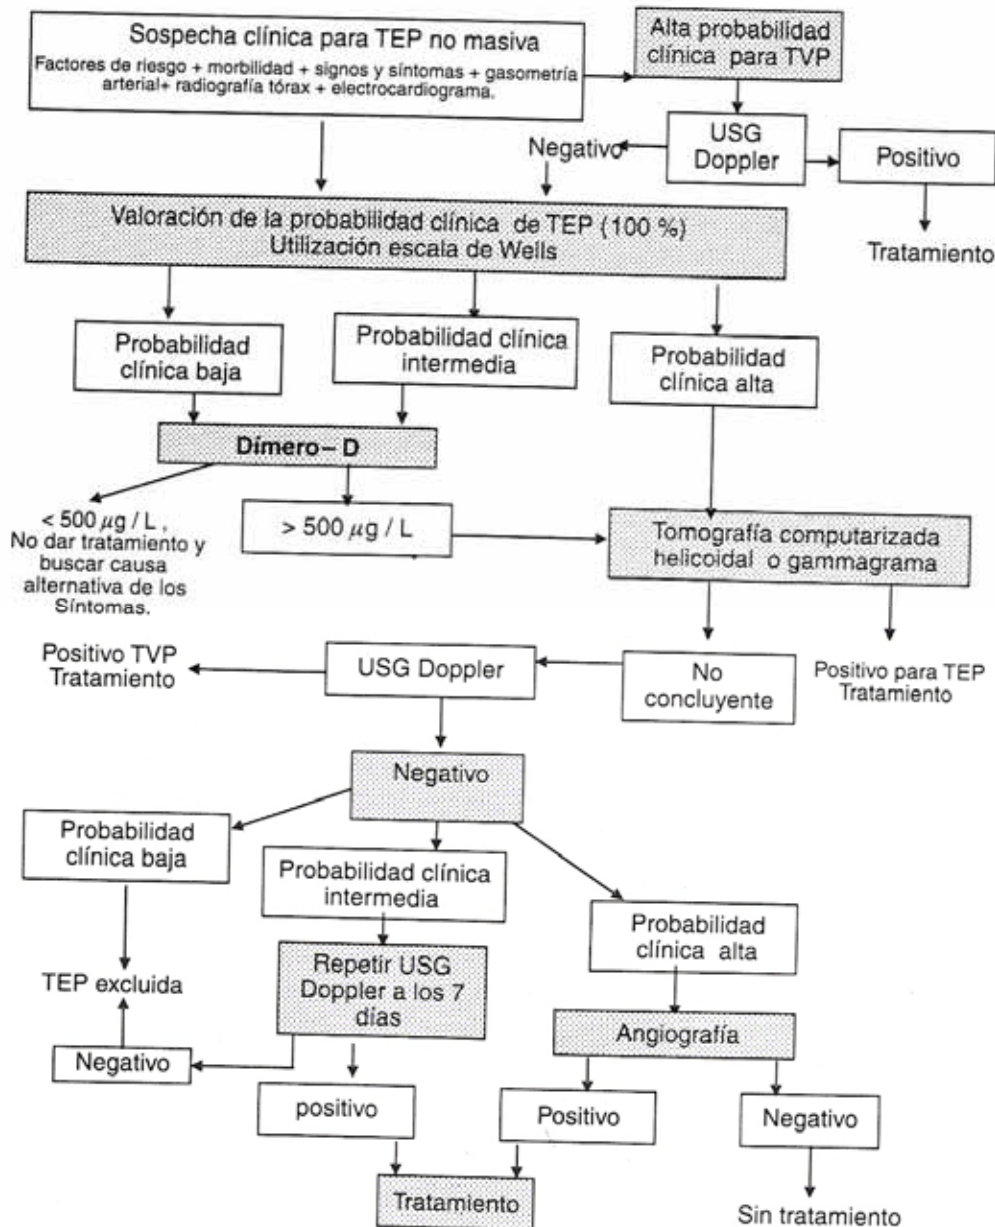 Sospecha clínica para TEP no masiva
Factores de riesgo + morbilidad + signos y síntomas + gasometría
arterial+ radiografía tórax + electrocardiograma.
Alta probabilidad
clínica para TVP
USG
Doppler
Negativo
Positivo
Tratamiento
Valoración de la probabilidad clínica de TEP (100 %)
Utilización escala de Wells
Probabilidad
clínica baja
Probabilidad clínica
intermedia
Probabilidad
clínica alta
Dímero – D
< 500 µg / L ,
No dar tratamiento y
buscar causa
alternativa de los
Síntomas.
> 500 µg / L
Tomografía computarizada
helicoidal o gammagrama
Positivo TVP
Tratamiento
USG Doppler
No
concluyente
Positivo para TEP
Tratamiento
Negativo
Probabilidad
clínica baja
Probabilidad clínica
intermedia
Probabilidad
clínica alta
TEP excluida
Repetir USG
Doppler a los 7
días
Angiografía
Negativo
positivo
Positivo
Negativo
Tratamiento
Sin tratamiento